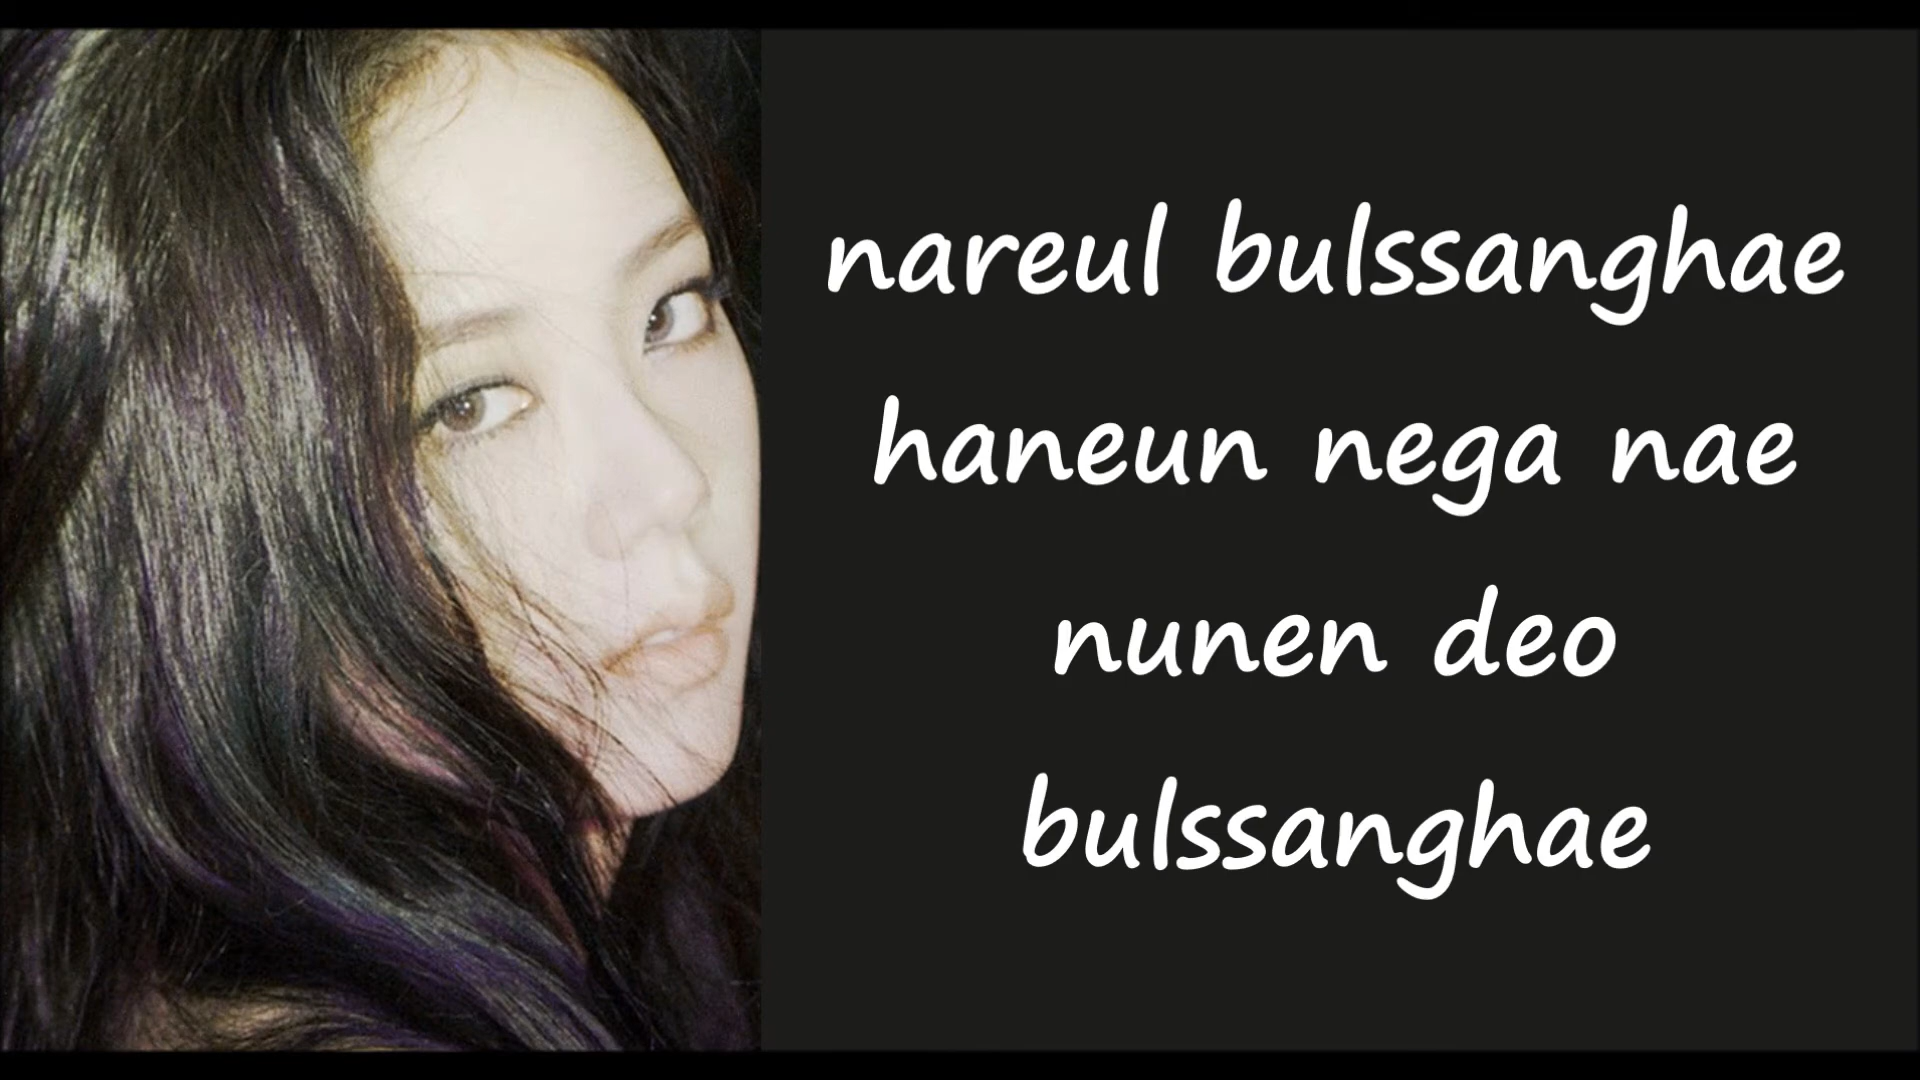 nareul bulssanghae
haneun nega nae
nunen deo
bulssanghae